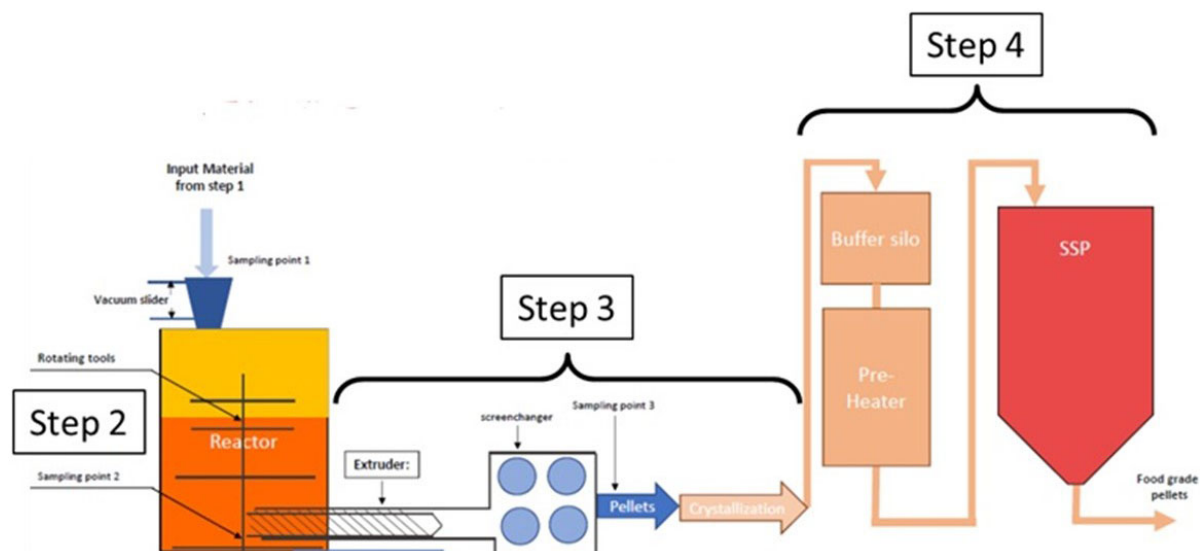 Step 4
Input Material
from step 1
Sampling point 1
Vacuum slider
Buffer silo
SSP
Step 3
Rotating tools
Pre-
Heater
Sampling point 3
screenchanger
Step 2
Reactor
Extruder:
Sampling point 2
Food grade
pellets
Pellets
Crystallization